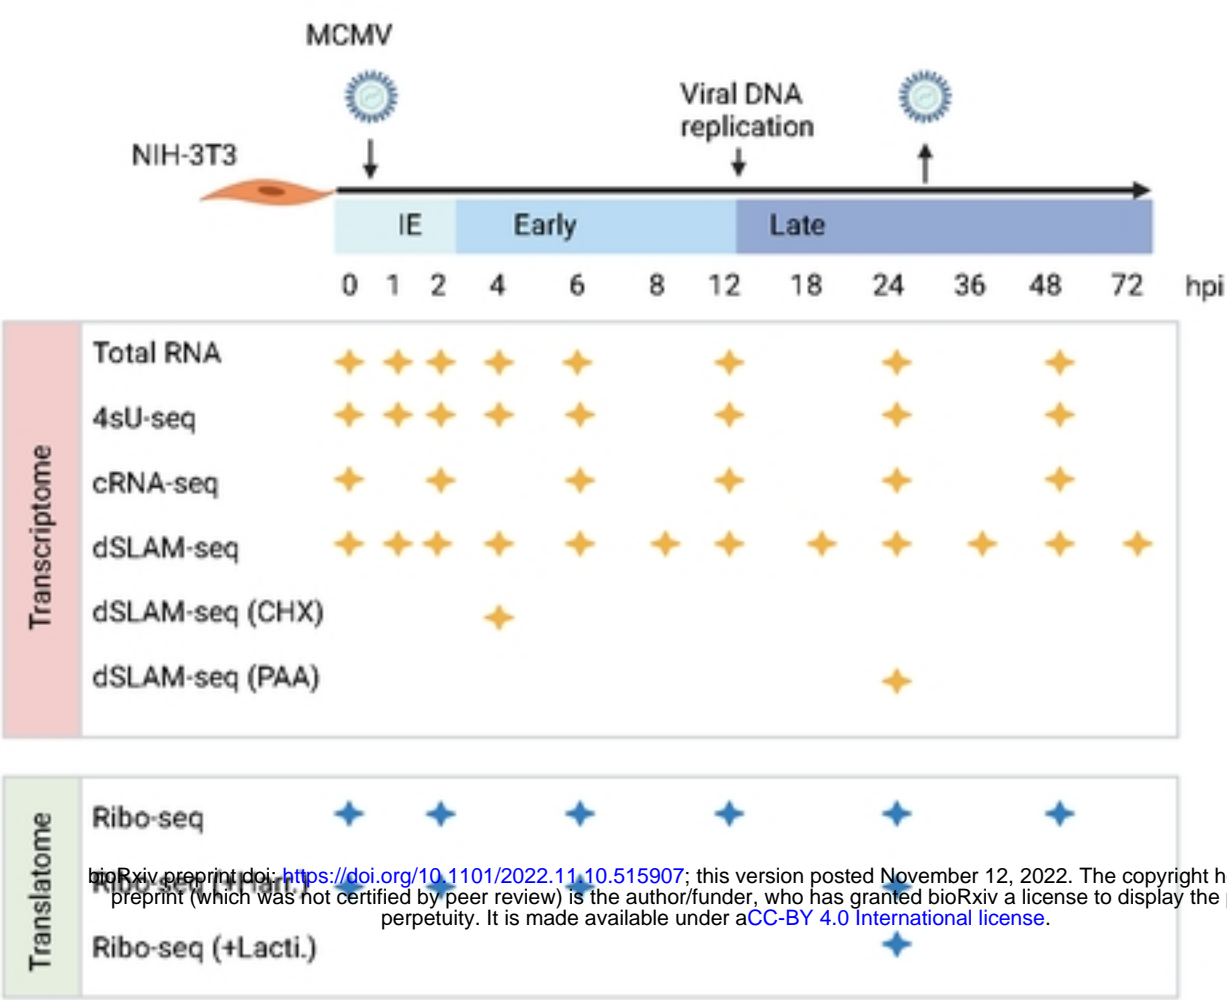 MCMV
Viral DNA
replication
NIH-3T3
IE Early Late
0 1 2 4 6 8 12 18 24 36 48 72 hpi
Transcriptome
Total RNA
4sU-seq
cRNA-seq
dSLAM-seq
dSLAM-seq (CHX)
dSLAM-seq (PAA)
Translatome
Ribo-seq
Ribo-seq (+Harr.)
bioRxiv preprint doi: https://doi.org/10.1101/2022.11.10.515907; this version posted November 12, 2022. The copyright h
preprint (which was not certified by peer review) is the author/funder, who has granted bioRxiv a license to display the
perpetuity. It is made available under aCC-BY 4.0 International license.
Ribo-seq (+Lacti.)